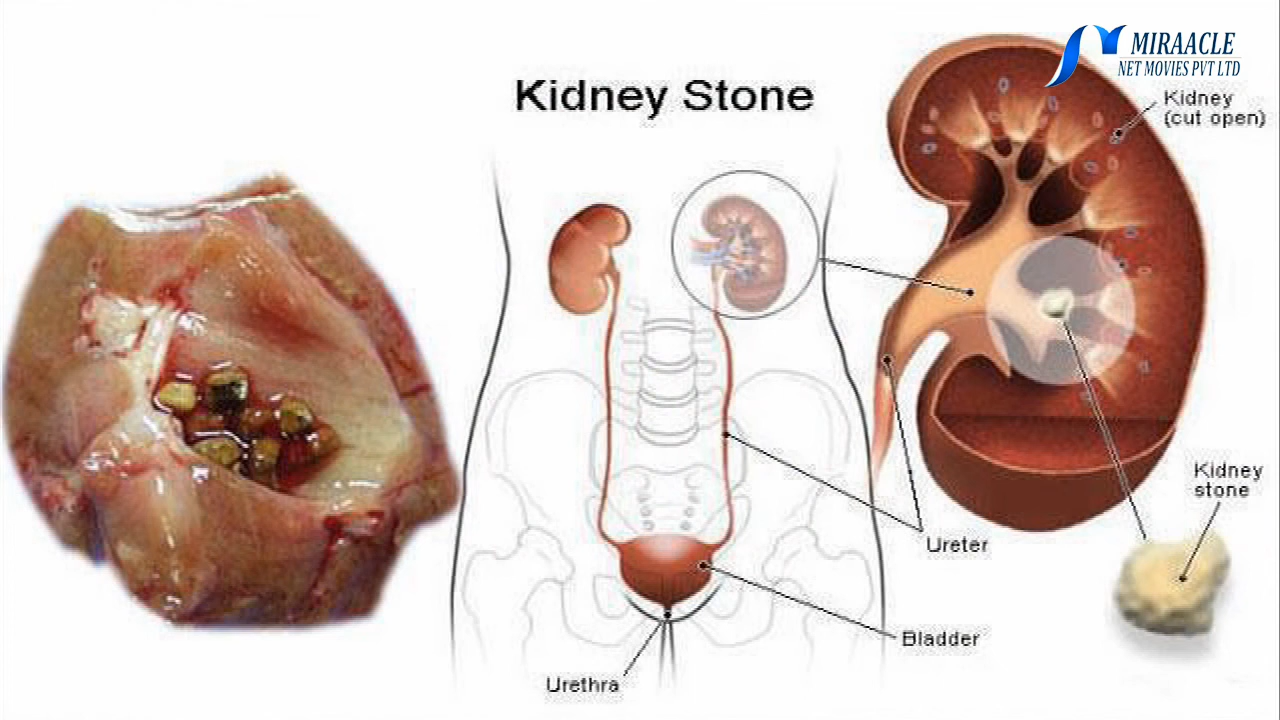 MIRAACLE
NET MOVIES PVT LTD
Kidney Stone
Kidney
(cut open)
Kidney
stone
Ureter
Bladder
Urethra